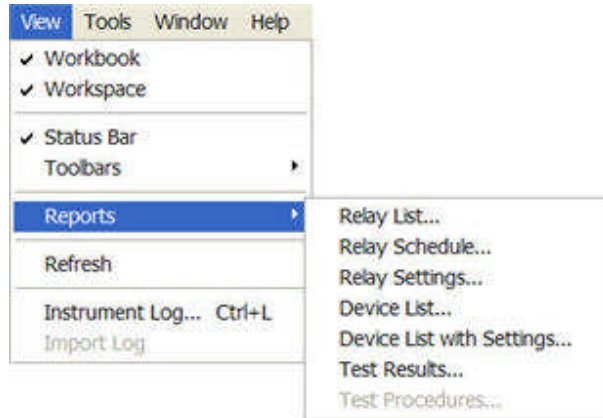 View Tools Window Help
Workbook
Workspace
Status Bar
Toolbars
Reports
Refresh
Instrument Log... Ctrl+L
Import Log
Relay List...
Relay Schedule...
Relay Settings...
Device List...
Device List with Settings...
Test Results...
Test Procedures...